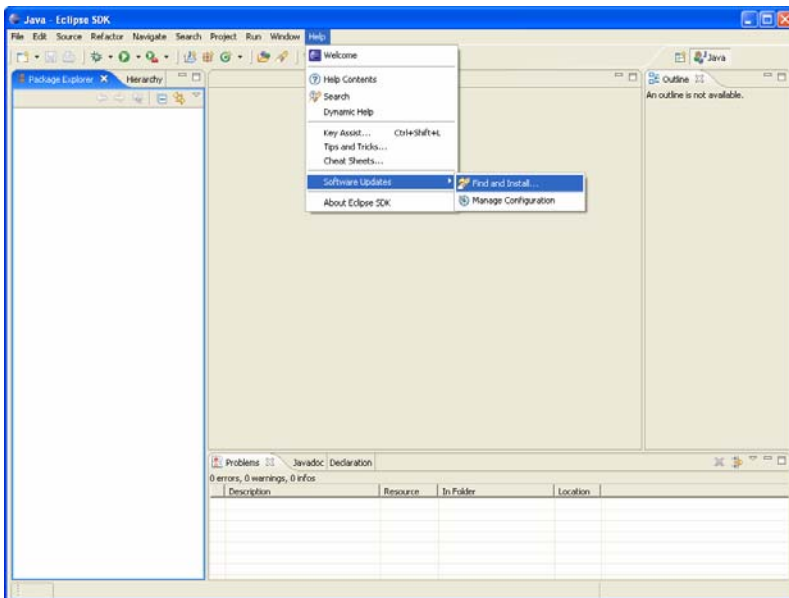 Java - Eclipse SDK
File Edit Source Refactor Navigate Search Project Run Window Help
Java
Package Explorer Hierarchy
Outline
An outline is not available.
Welcome
Help Contents
Search
Dynamic Help
Key Assist... Ctrl+Shift+L
Tips and Tricks...
Cheat Sheets...
Software Updates
Find and Install...
Manage Configuration
About Eclipse SDK
Problems Javadoc Declaration
0 errors, 0 warnings, 0 infos
Description Resource In Folder Location